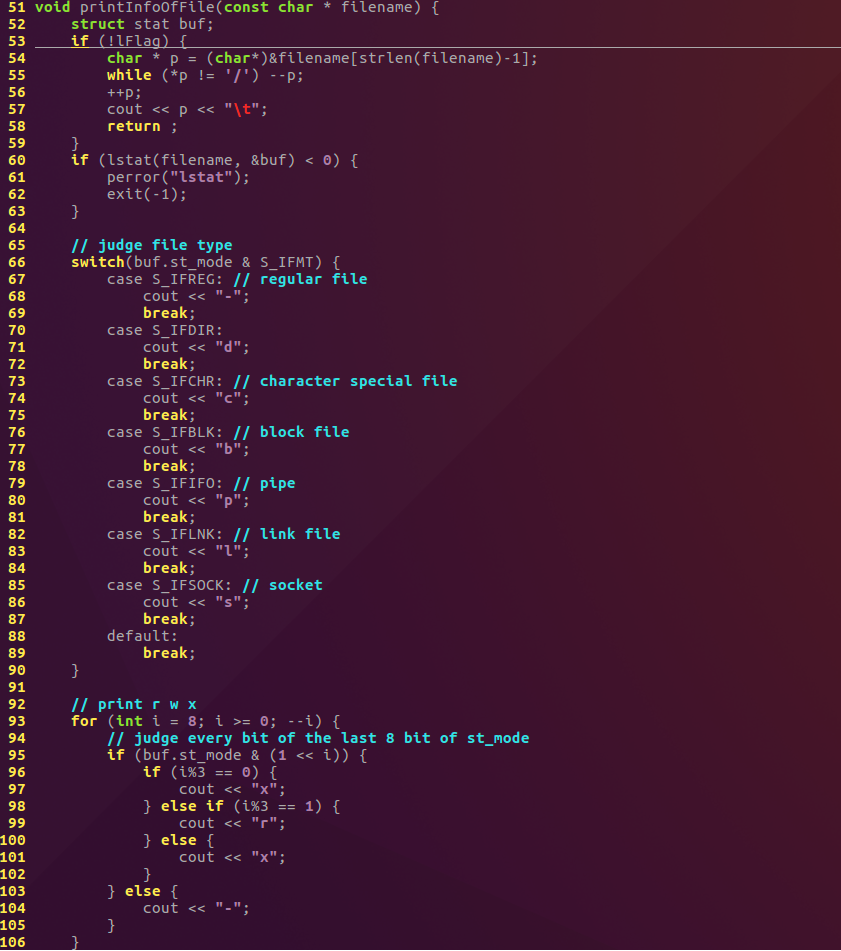 51 void printInfoOfFile(const char * filename) {
52     struct stat buf;
53     if (!lFlag) {
54         char * p = (char*)&filename[strlen(filename)-1];
55         while (*p != '/') --p;
56         ++p;
57         cout << p << "\t";
58         return ;
59     }
60     if (lstat(filename, &buf) < 0) {
61         perror("lstat");
62         exit(-1);
63     }
64
65     // judge file type
66     switch(buf.st_mode & S_IFMT) {
67         case S_IFREG: // regular file
68             cout << "-";
69             break;
70         case S_IFDIR:
71             cout << "d";
72             break;
73         case S_IFCHR: // character special file
74             cout << "c";
75             break;
76         case S_IFBLK: // block file
77             cout << "b";
78             break;
79         case S_IFIFO: // pipe
80             cout << "p";
81             break;
82         case S_IFLNK: // link file
83             cout << "l";
84             break;
85         case S_IFSOCK: // socket
86             cout << "s";
87             break;
88         default:
89             break;
90     }
91
92     // print r w x
93     for (int i = 8; i >= 0; --i) {
94         // judge every bit of the last 8 bit of st_mode
95         if (buf.st_mode & (1 << i)) {
96             if (i%3 == 0) {
97                 cout << "x";
98             } else if (i%3 == 1) {
99                 cout << "r";
100             } else {
101                 cout << "x";
102             }
103         } else {
104             cout << "-";
105         }
106     }